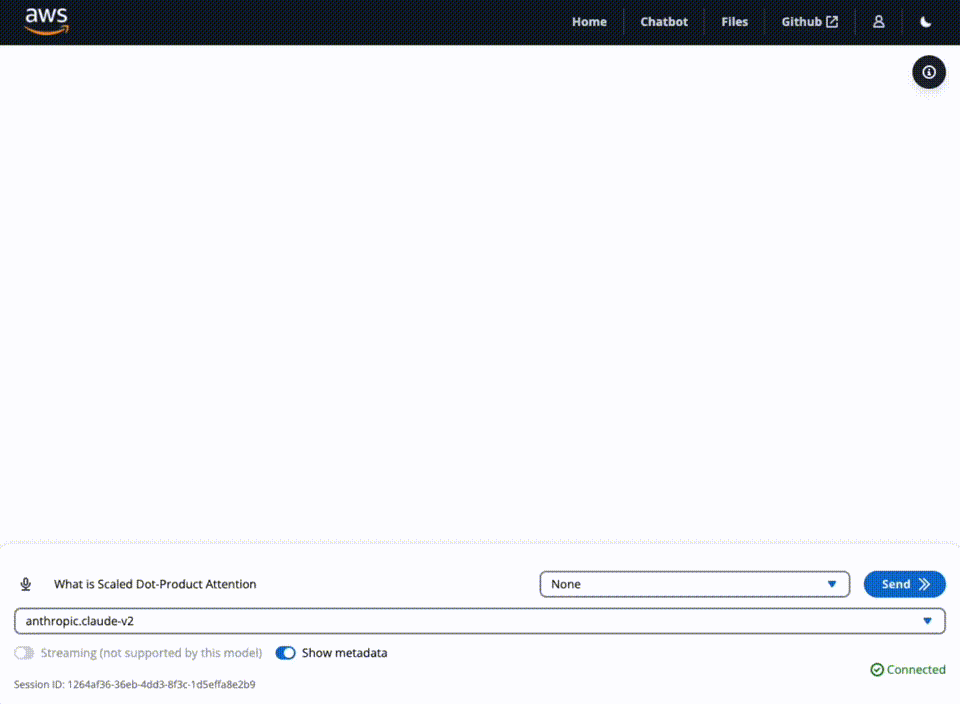 aws
Home Chatbot Files Github
What is Scaled Dot-Product Attention None Send
anthropic.claude-v2
Streaming (not supported by this model) Show metadata
Connected
Session ID: 1264af36-36eb-4dd3-8f3c-1d5effa8e2b9